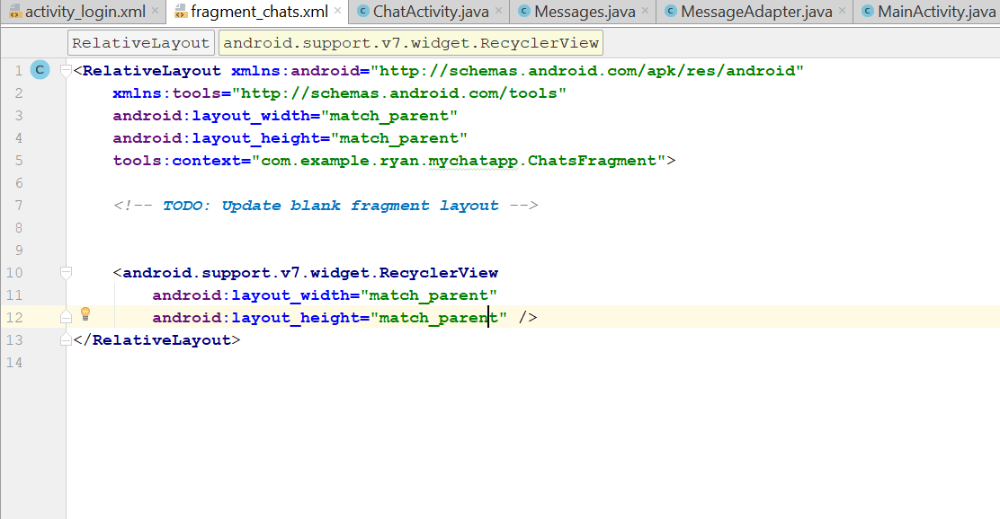 activity_login.xml × fragment_chats.xml × C ChatActivity.java × C Messages.java × C MessageAdapter.java × C MainActivity.java
RelativeLayout android.support.v7.widget.RecyclerView
1 C <RelativeLayout xmlns:android="http://schemas.android.com/apk/res/android"
2 xmlns:tools="http://schemas.android.com/tools"
3 android:layout_width="match_parent"
4 android:layout_height="match_parent"
5 tools:context="com.example.ryan.mychatapp.ChatsFragment">
6
7 <!-- TODO: Update blank fragment layout -->
8
9
10 <android.support.v7.widget.RecyclerView
11 android:layout_width="match_parent"
12 android:layout_height="match_parent" />
13 </RelativeLayout>
14